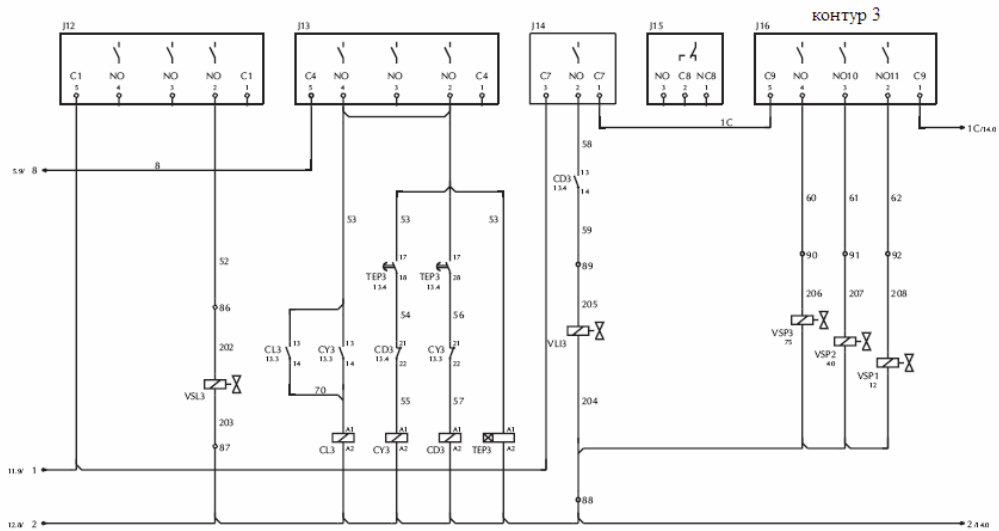 контур 3
J12 J13 J14 J15 J16
C1 NO NO NO C1 C4 NO NO NO C4 C7 NO C7 NO C8 NC8 C9 NO NO10 NO11 C9
5 4 3 2 1 5 4 3 2 1 3 2 1 3 2 1 5 4 3 2 1
1C 1C/14.0
58
5.9/ 8 8
CD3 13
13.4 14
53 53 53 60 61 62
59
17 17
52 TEP3 18 TEP3 28 89 90 91 92
13.4 13.4
86 54 56 205 206 207 208
VSP3
75
VLI3
VSP2
40
VSP1
12
CL3 13 CY3 13 CD3 21 CY3 21
13.3 14 13.3 14 13.4 22 13.3 22
202
VSL3
70 55 57 204
203
87
A1 A1 A1 A1
CL3 A2 CY3 A2 CD3 A2 TEP3 A2
11.9/ 1
88
12.8/ 2 2 /14.0